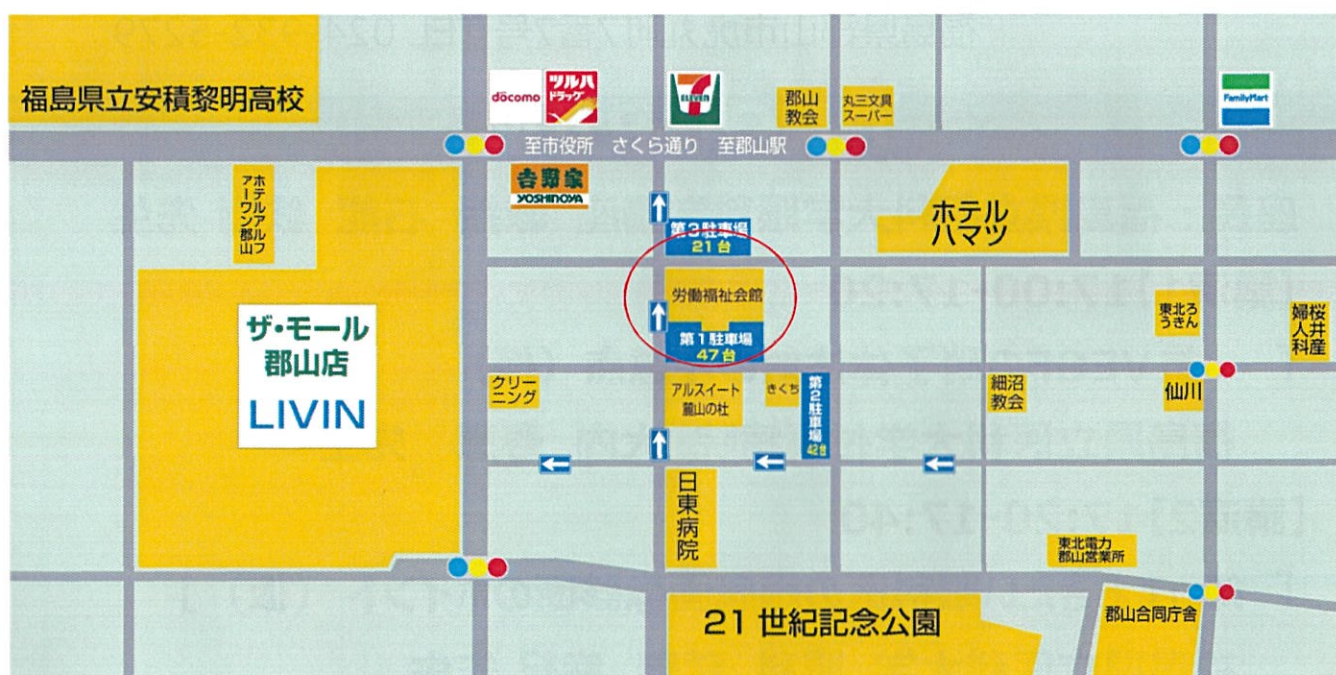 福島県立安積黎明高校
döcomo
ツルハ
ドラッグ
ELEVEN
郡山
教会
丸三文具
スーパー
FamilyMart
至市役所 さくら通り 至郡山駅
ホテルアルファーワン郡山
吉野家
YOSHINOYA
第3駐車場
21台
ホテル
ハマツ
労働福祉会館
第1駐車場
47台
ザ・モール
郡山店
LIVIN
東北ろ
うきん
桜井産
婦人科
クリー
ニング
アルスイート
麓山の杜
きくち
第2駐車場
42台
細沼
教会
仙川
日東病院
東北電力
郡山営業所
21世紀記念公園
郡山合同庁舎